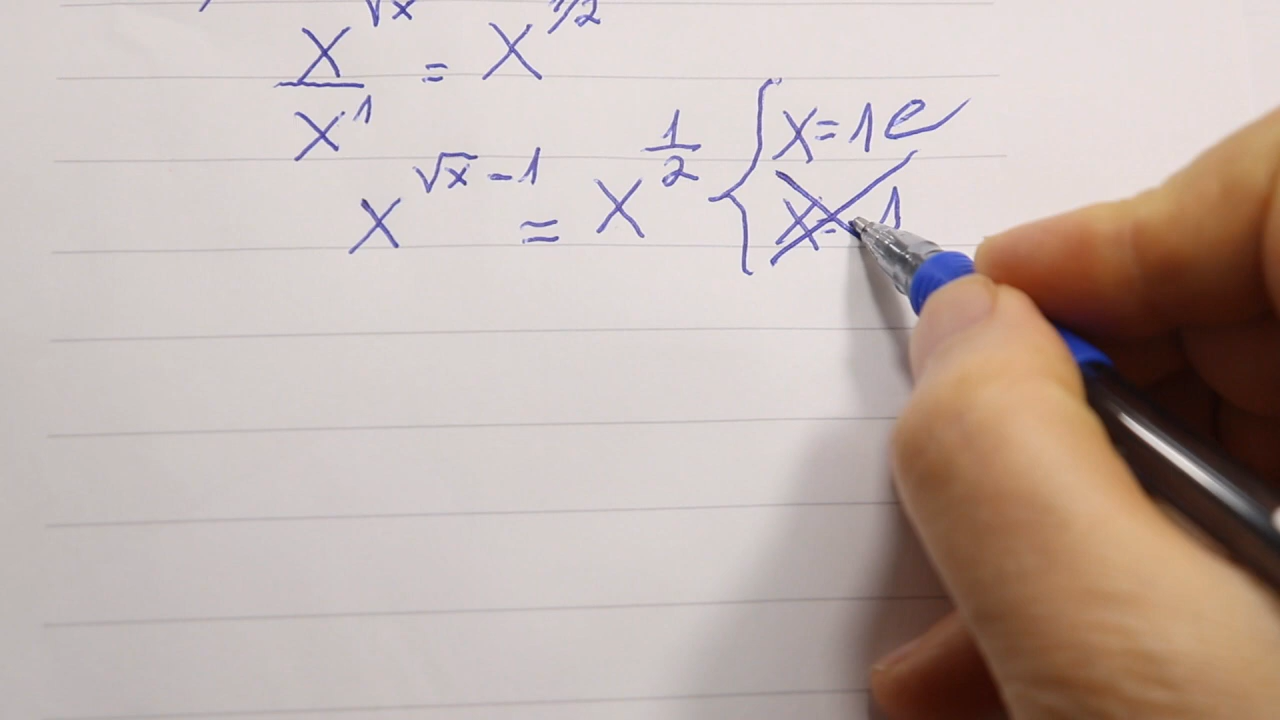 x^√x / x^1 = x^1/2
x^(√x - 1) = x^(1/2) { x = 1
x = -1